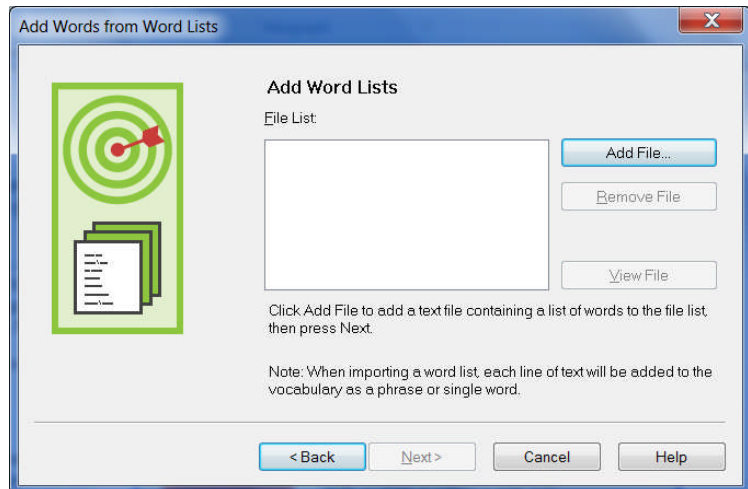 Add Words from Word Lists
Add Word Lists
File List:
Add File...
Remove File
View File
Click Add File to add a text file containing a list of words to the file list,
then press Next.
Note: When importing a word list, each line of text will be added to the
vocabulary as a phrase or single word.
< Back
Next >
Cancel
Help